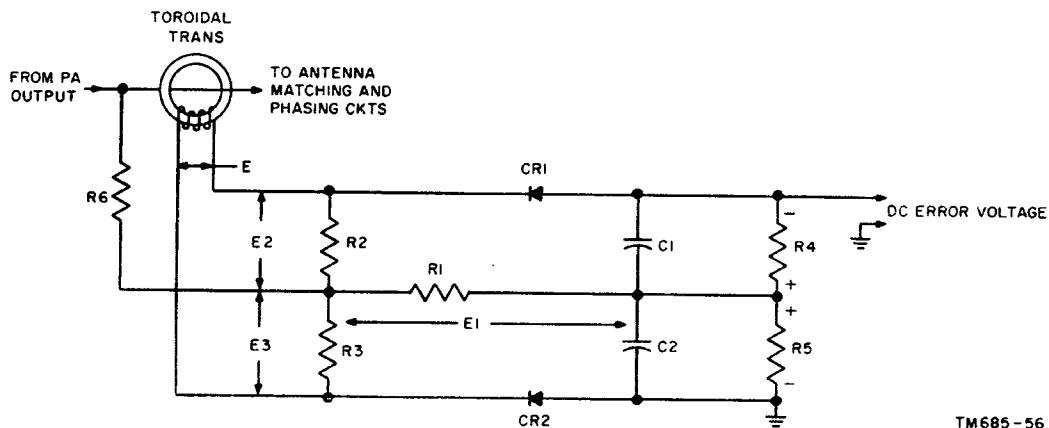 TOROIDAL
TRANS
FROM PA
OUTPUT
TO ANTENNA
MATCHING AND
PHASING CKTS
E
CR1
R6
E2
R2
C1
-
R4
DC ERROR VOLTAGE
R1
+
+
E1
E3
R3
C2
R5
-
CR2
TM685-56